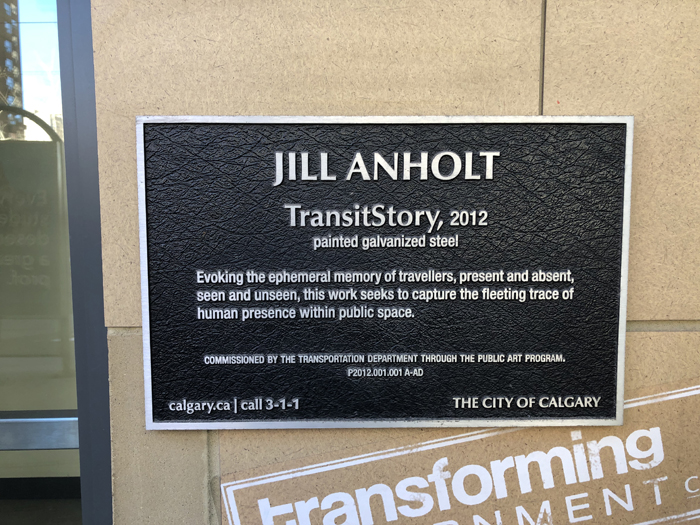 JILL ANHOLT
TransitStory, 2012
painted galvanized steel
Evoking the ephemeral memory of travellers, present and absent,
seen and unseen, this work seeks to capture the fleeting trace of
human presence within public space.
COMMISSIONED BY THE TRANSPORTATION DEPARTMENT THROUGH THE PUBLIC ART PROGRAM.
P2012.001.001 A-AD
calgary.ca | call 3-1-1
THE CITY OF CALGARY
transforming